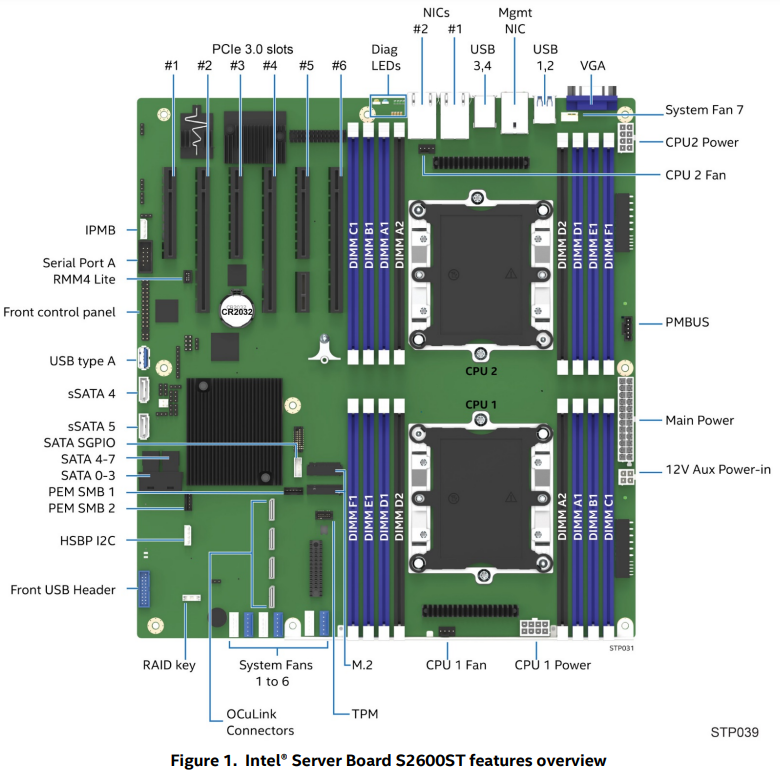 NICs
#2 #1
Mgmt
NIC
PCIe 3.0 slots
#1 #2 #3 #4 #5 #6
Diag
LEDs
USB
3,4
USB
1,2
VGA
System Fan 7
CPU2 Power
CPU 2 Fan
IPMB
Serial Port A
RMM4 Lite
Front control panel
USB type A
sSATA 4
sSATA 5
SATA SGPIO
SATA 4-7
SATA 0-3
PEM SMB 1
PEM SMB 2
HSBP I2C
Front USB Header
CR2032
DIMM C1
DIMM B1
DIMM A1
DIMM A2
DIMM D2
DIMM D1
DIMM E1
DIMM F1
CPU 2
CPU 1
DIMM F1
DIMM E1
DIMM D1
DIMM D2
DIMM A2
DIMM A1
DIMM B1
DIMM C1
PMBUS
Main Power
12V Aux Power-in
STP031
RAID key
System Fans
1 to 6
M.2
CPU 1 Fan
CPU 1 Power
OCuLink
Connectors
TPM
STP039
Figure 1. Intel® Server Board S2600ST features overview